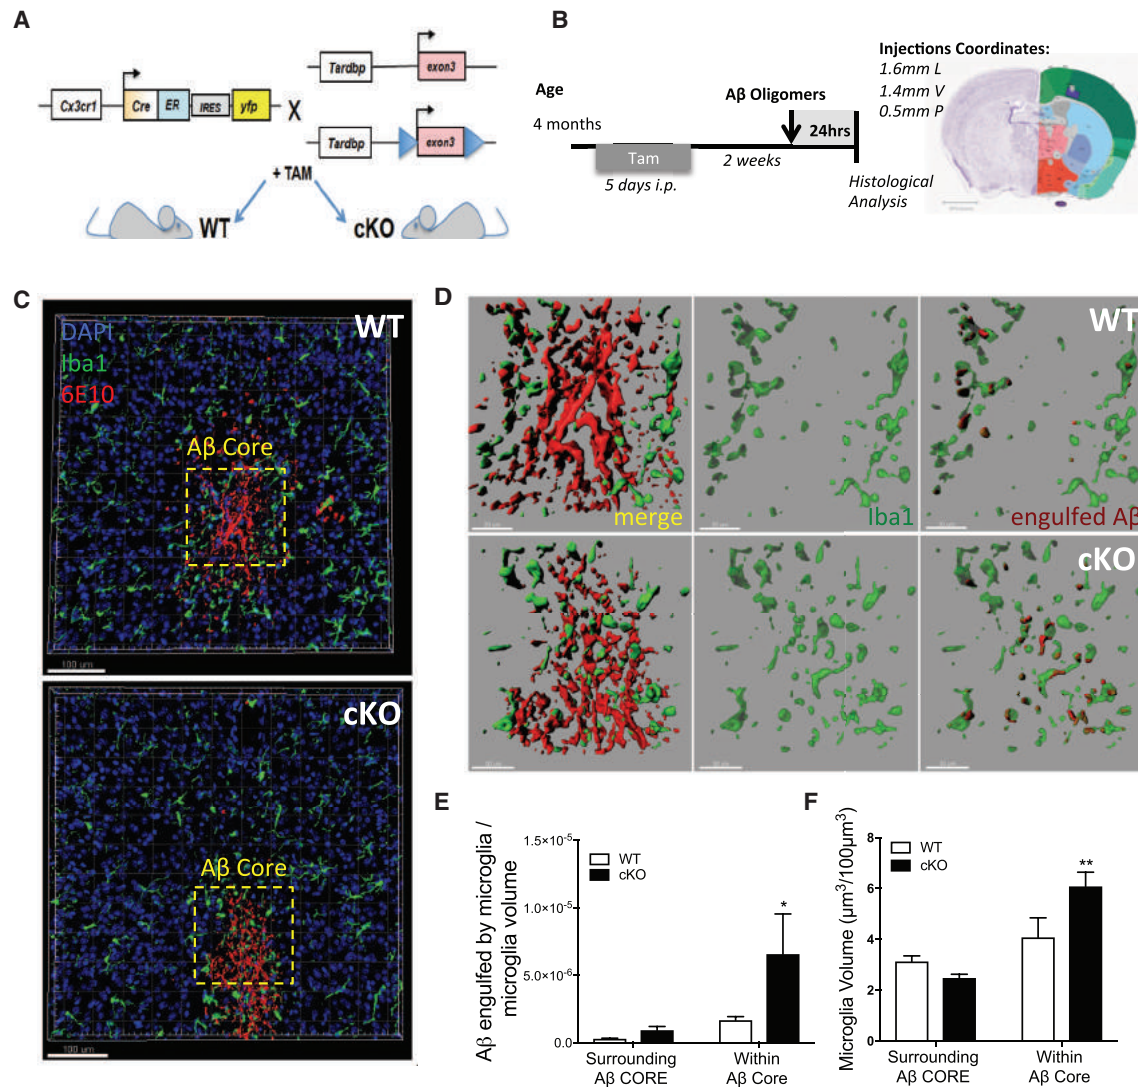 A
Cx3cr1
Cre
ER
IRES
yfp
X
Tardbp
exon3
Tardbp
exon3
+ TAM
WT
cKO
B
Injections Coordinates:
1.6mm L
1.4mm V
0.5mm P
Age
Aβ Oligomers
4 months
24hrs
Tam
2 weeks
5 days i.p.
Histological
Analysis
C
DAPI
Iba1
6E10
WT
Aβ Core
100 um
cKO
Aβ Core
100 um
D
WT
merge
Iba1
engulfed Aβ
cKO
E
Aβ engulfed by microglia /
microglia volume
1.5×10⁻⁵
1.0×10⁻⁵
5.0×10⁻⁶
0.0
WT
cKO
*
Surrounding
Aβ CORE
Within
Aβ Core
F
Microglia Volume (µm³/100µm³)
8
6
4
2
0
WT
cKO
**
Surrounding
Aβ CORE
Within
Aβ Core